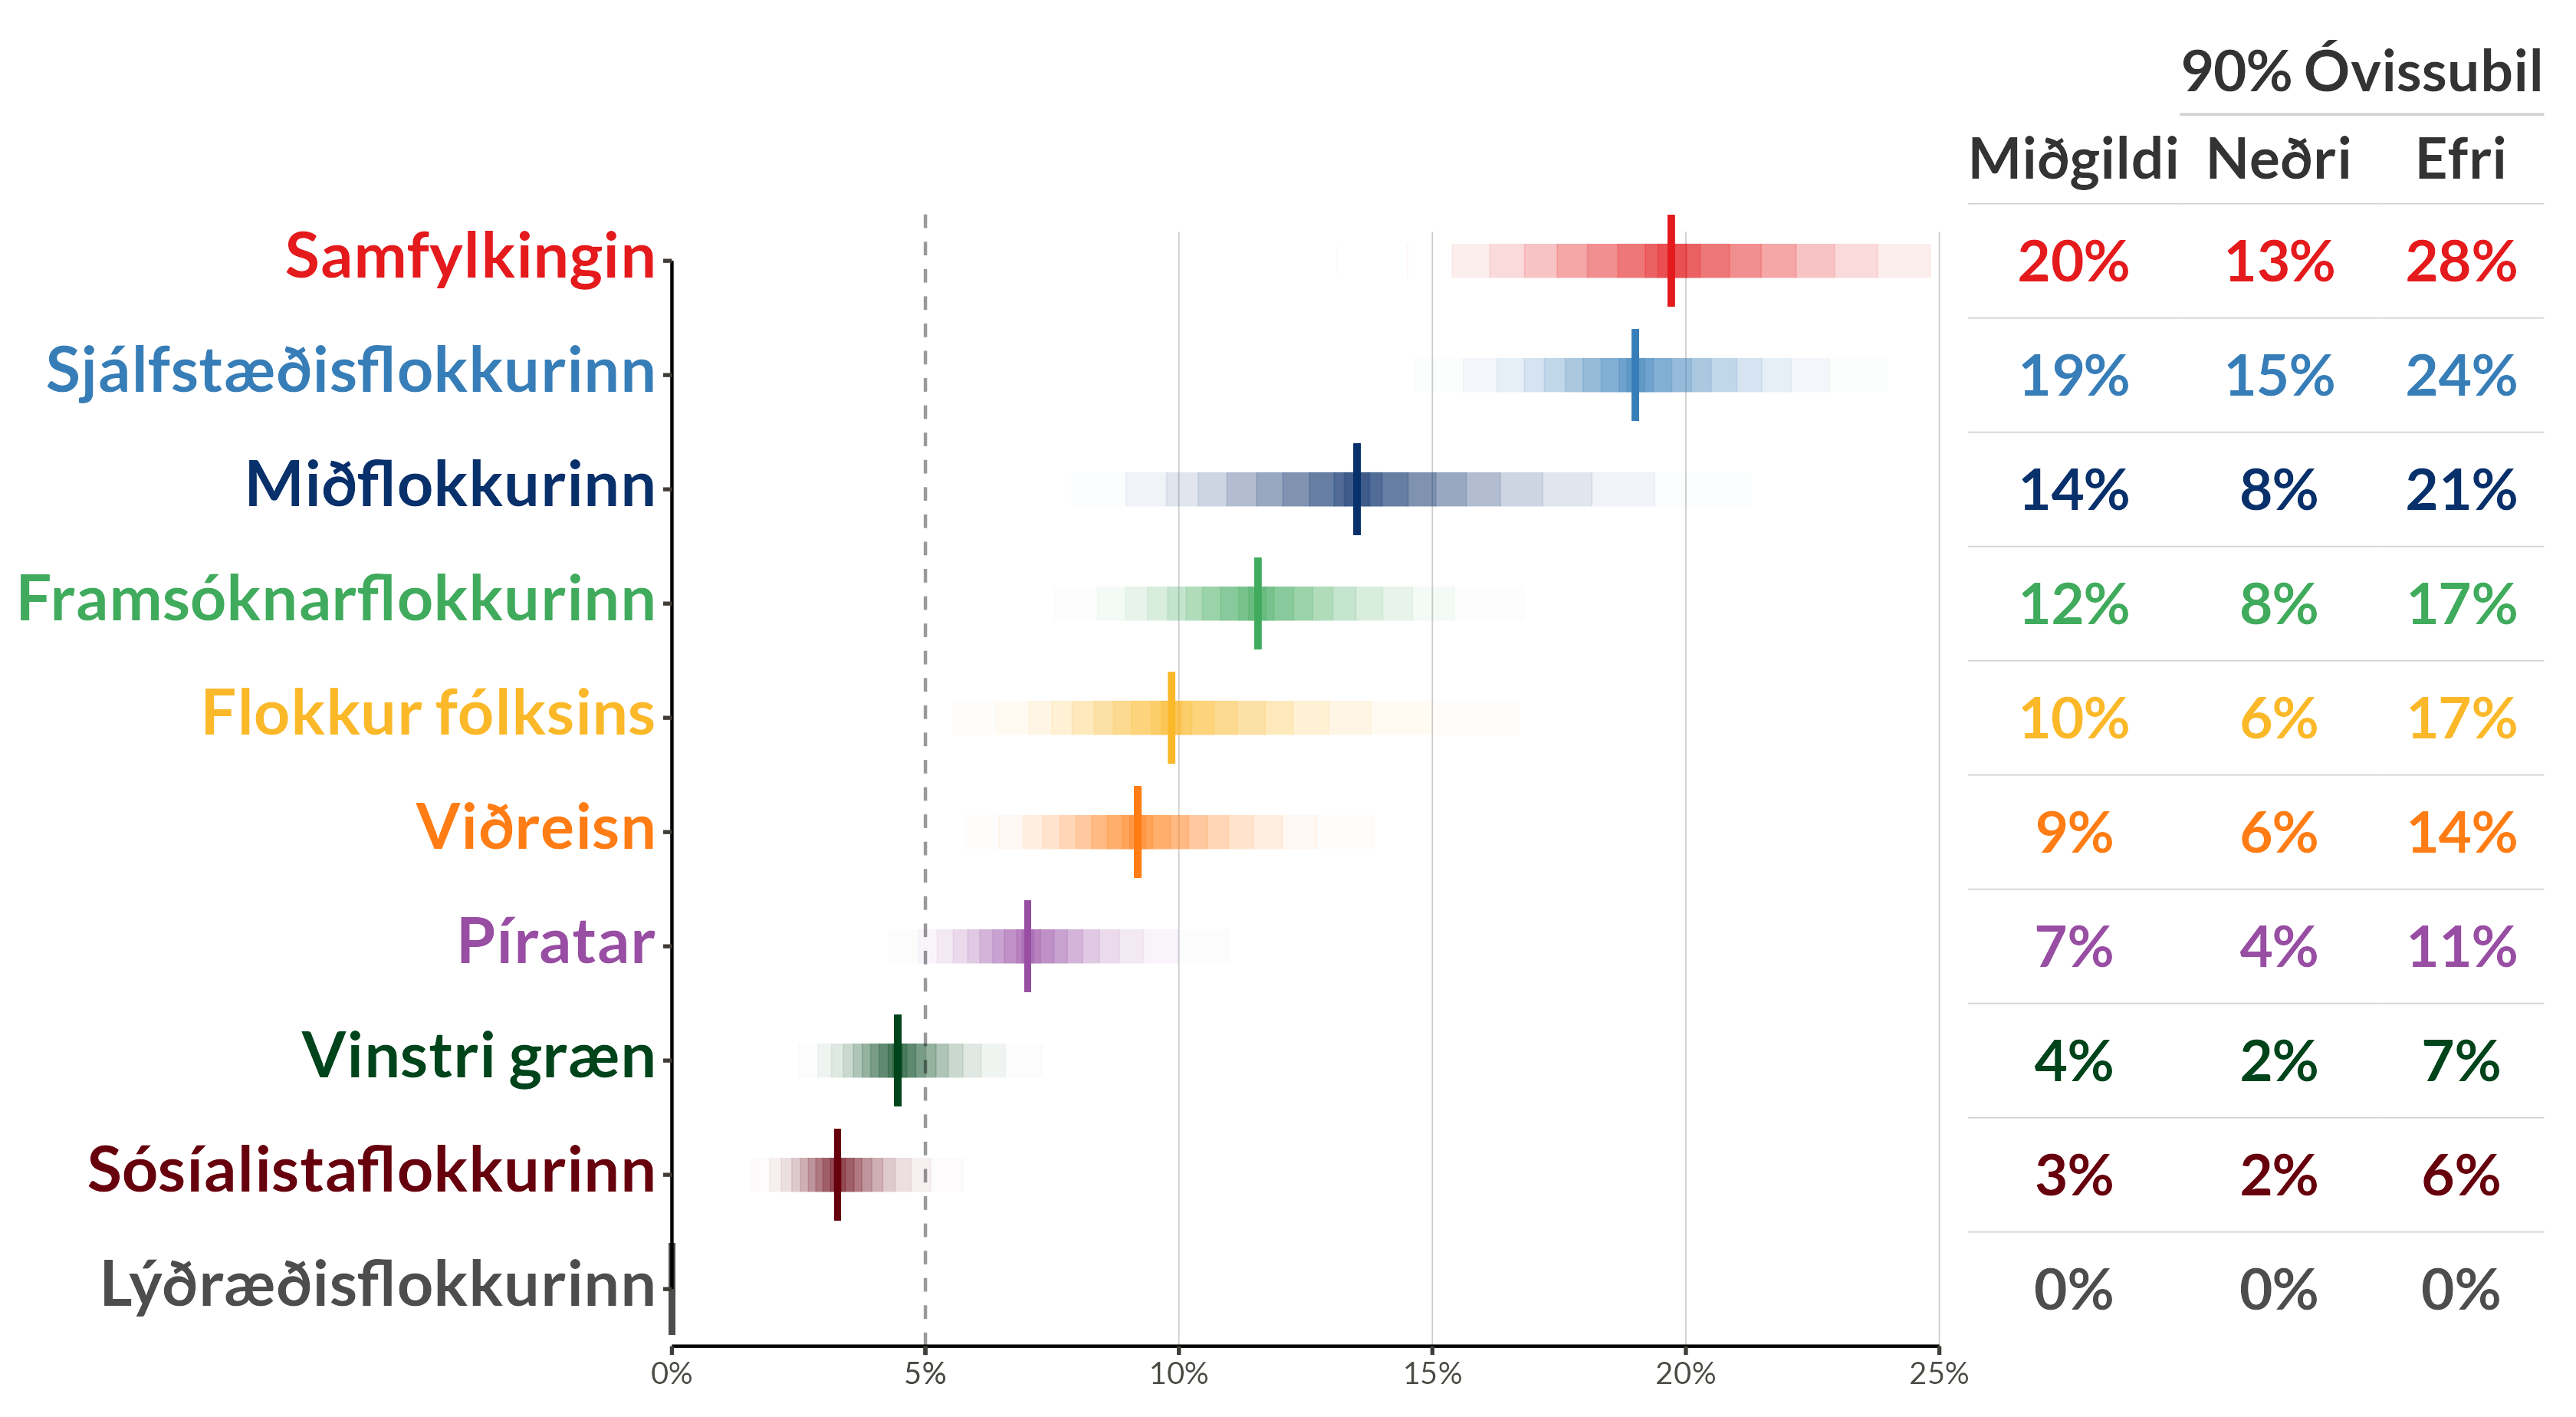 90% Óvissubil
Miðgildi Neðri Efri
Samfylkingin 20% 13% 28%
Sjálfstæðisflokkurinn 19% 15% 24%
Miðflokkurinn 14% 8% 21%
Framsóknarflokkurinn 12% 8% 17%
Flokkur fólksins 10% 6% 17%
Viðreisn 9% 6% 14%
Píratar 7% 4% 11%
Vinstri græn 4% 2% 7%
Sósíalistaflokkurinn 3% 2% 6%
Lýðræðisflokkurinn 0% 0% 0%
0% 5% 10% 15% 20% 25%